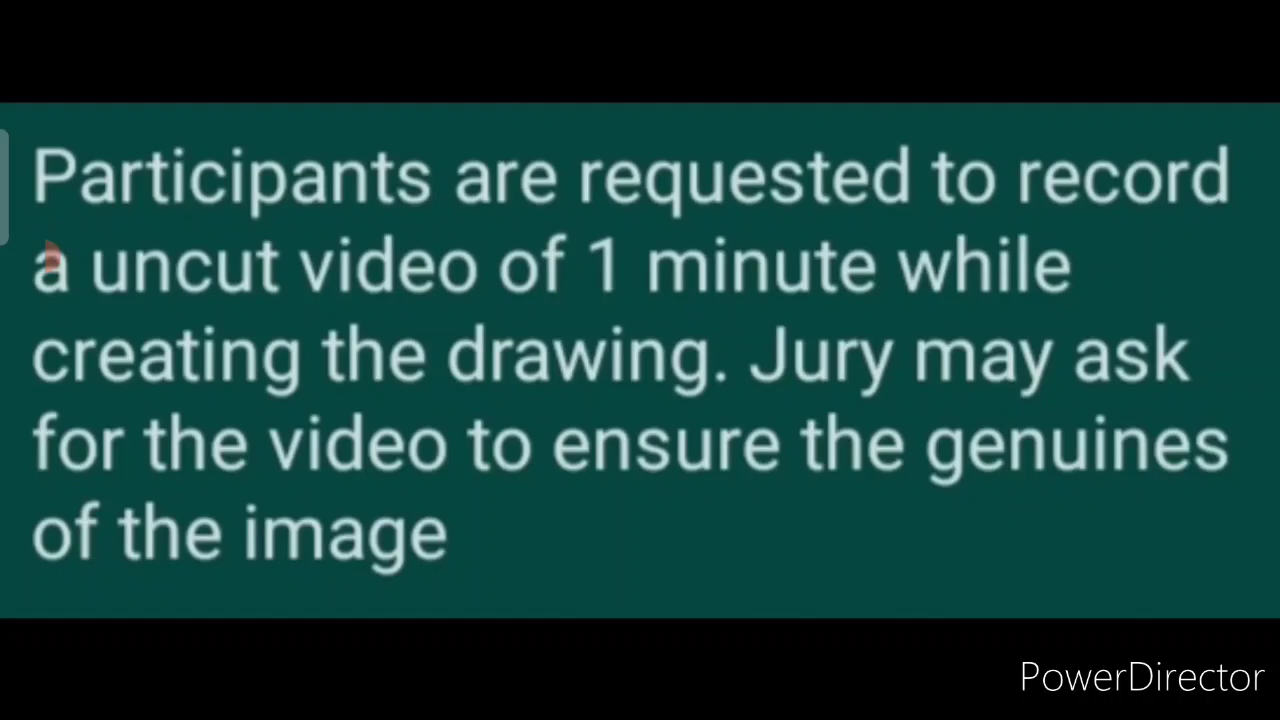 Participants are requested to record
a uncut video of 1 minute while
creating the drawing. Jury may ask
for the video to ensure the genuines
of the image
PowerDirector